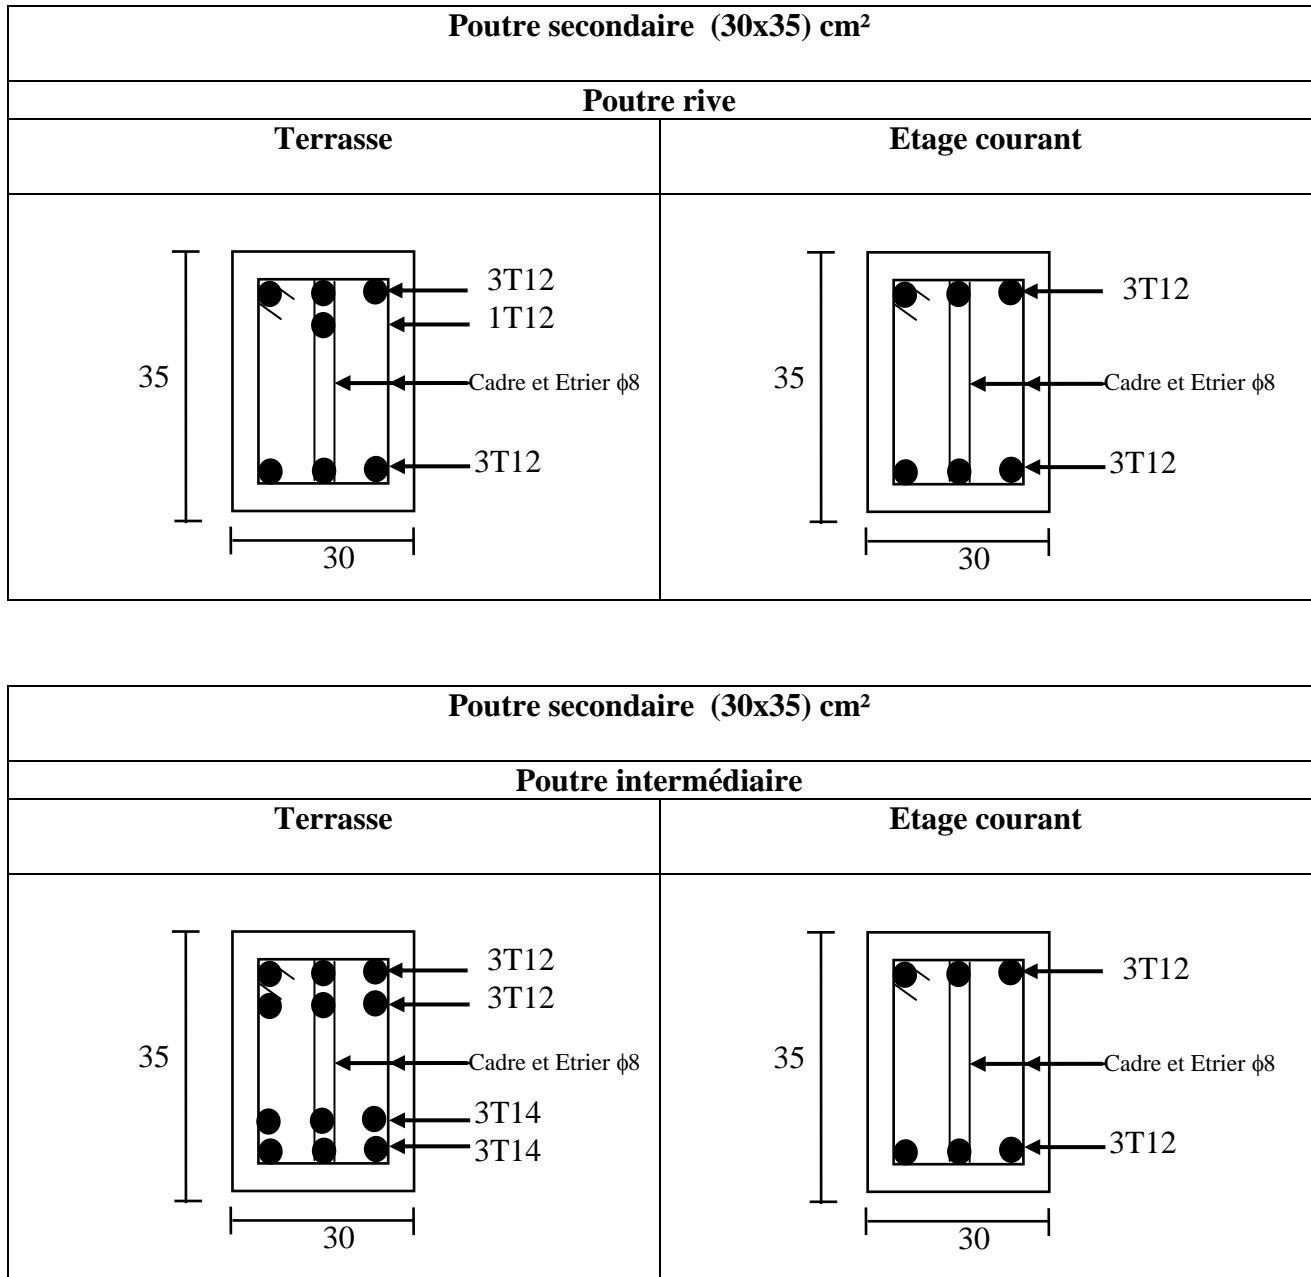 Poutre secondaire (30x35) cm²
Poutre rive
Terrasse
Etage courant
3T12
1T12
35
Cadre et Etrier ϕ8
3T12
30
3T12
35
Cadre et Etrier ϕ8
3T12
30
Poutre secondaire (30x35) cm²
Poutre intermédiaire
Terrasse
Etage courant
3T12
3T12
35
Cadre et Etrier ϕ8
3T14
3T14
30
3T12
35
Cadre et Etrier ϕ8
3T12
30